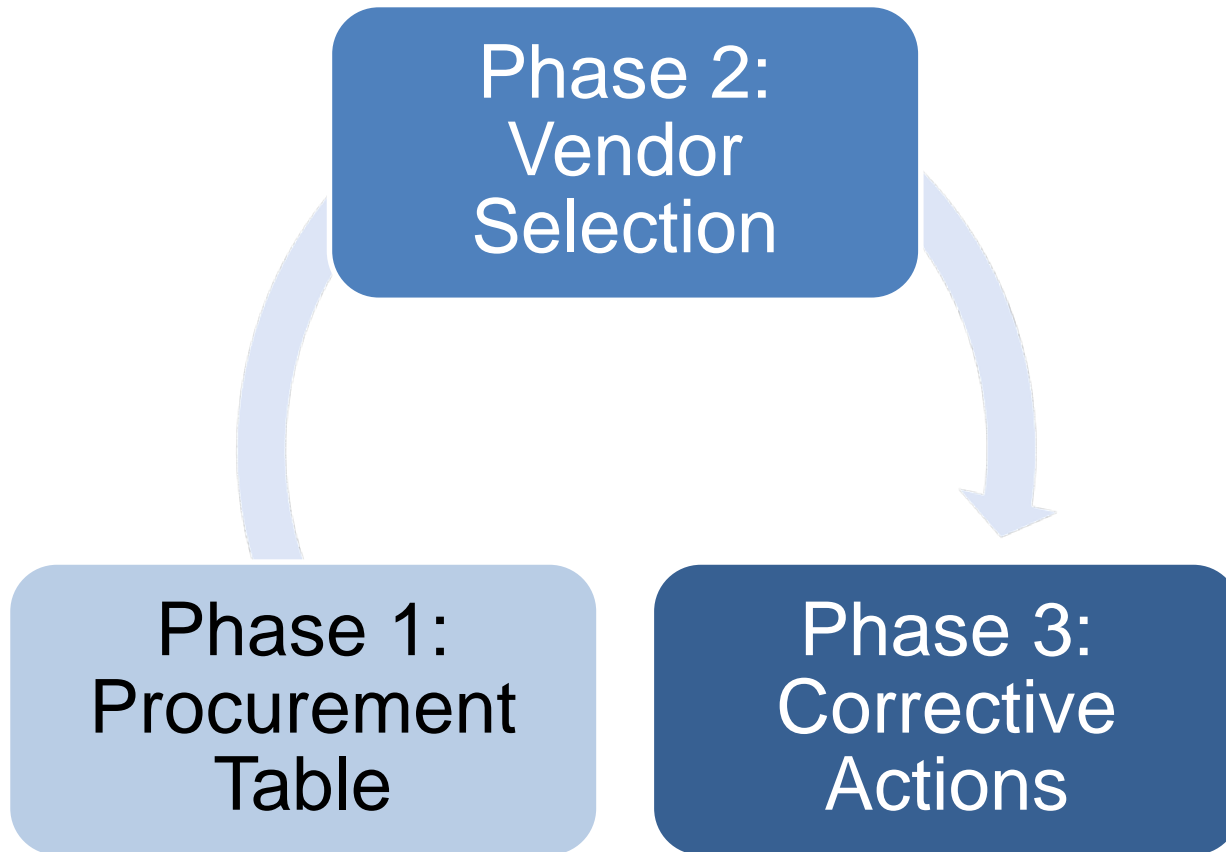 Phase 2:
Vendor
Selection
Phase 1:
Procurement
Table
Phase 3:
Corrective
Actions